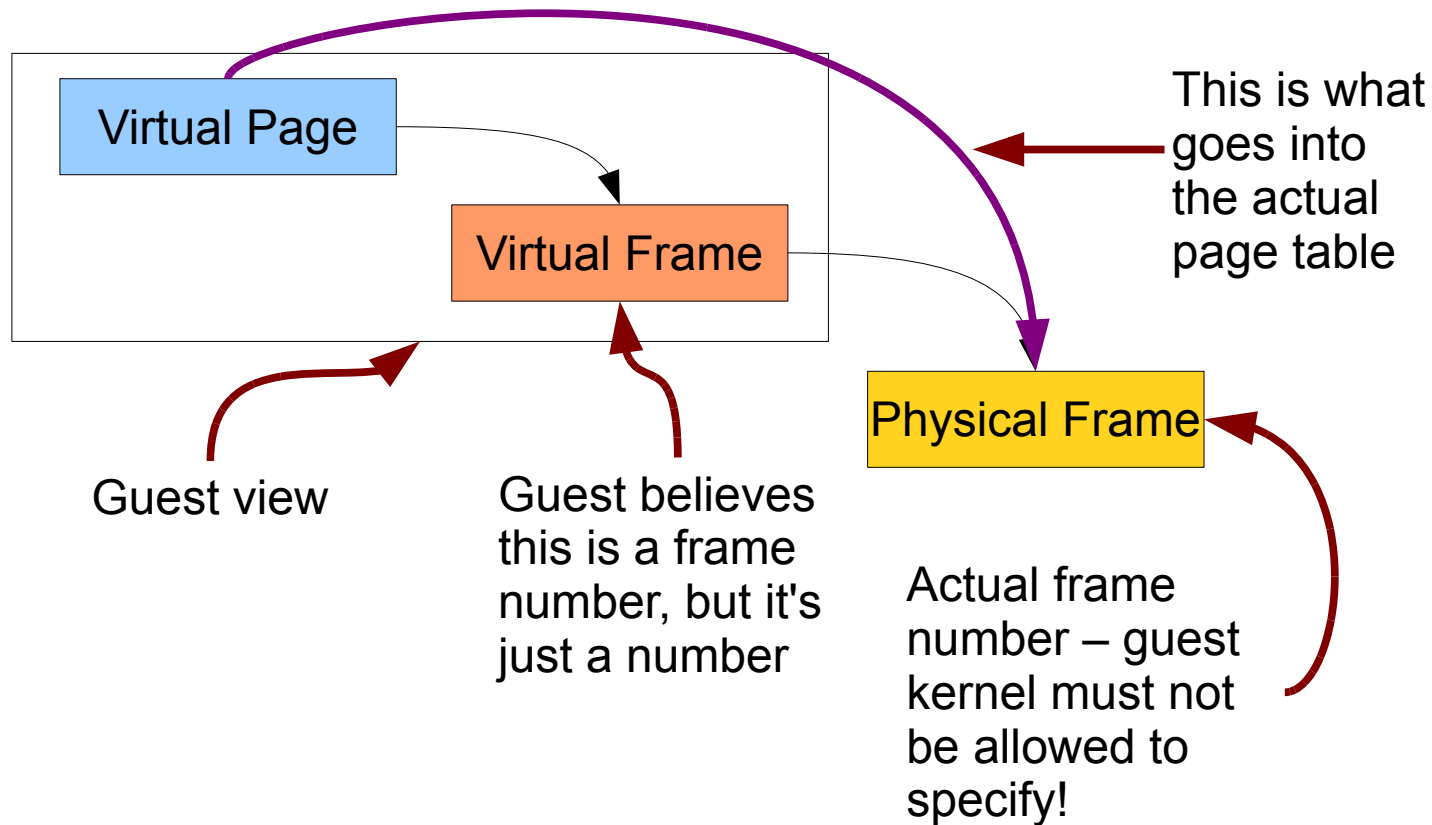 Virtual Page
This is what
goes into
the actual
page table
Virtual Frame
Physical Frame
Guest view
Guest believes
this is a frame
number, but it's
just a number
Actual frame
number – guest
kernel must not
be allowed to
specify!